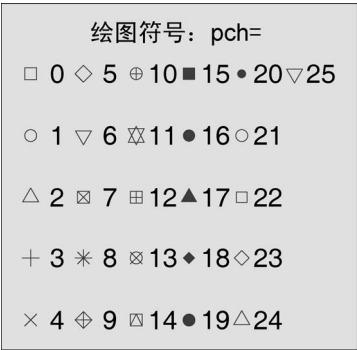 绘图符号：pch=
□ 0 ◇ 5 ⊕ 10 ■ 15 ● 20 ▽ 25
○ 1 ▽ 6 ✡ 11 ● 16 ○ 21
△ 2 ⊠ 7 ⊞ 12 ▲ 17 □ 22
+ 3 ✳ 8 ⊗ 13 ◆ 18 ◇ 23
× 4 ⟠ 9 ◩ 14 ● 19 △ 24